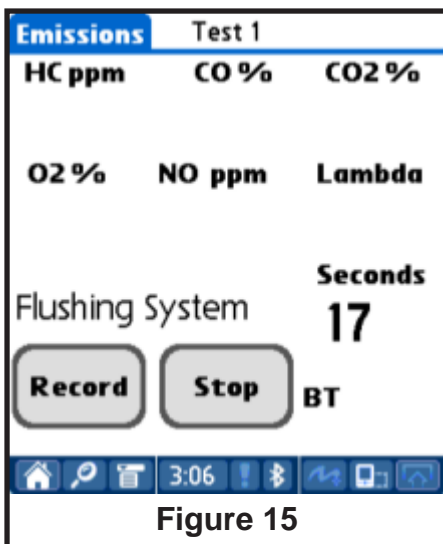 Emissions Test 1
HC ppm CO % CO2 %
O2 % NO ppm Lambda
Seconds
Flushing System 17
Record Stop BT
3:06 !
Figure 15